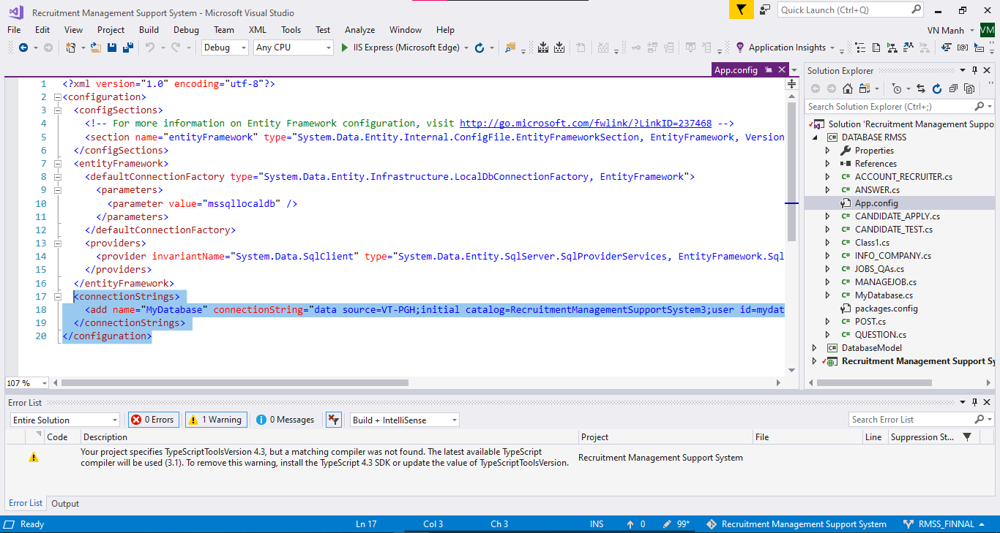 Recruitment Management Support System - Microsoft Visual Studio
Quick Launch (Ctrl+Q)
File Edit View Project Build Debug Team XML Tools Test Analyze Window Help
VN Manh VM
Debug Any CPU IIS Express (Microsoft Edge) Application Insights
App.config
1 <?xml version="1.0" encoding="utf-8"?>
2 <configuration>
3 <configSections>
4 <!-- For more information on Entity Framework configuration, visit http://go.microsoft.com/fwlink/?LinkID=237468 -->
5 <section name="entityFramework" type="System.Data.Entity.Internal.ConfigFile.EntityFrameworkSection, EntityFramework, Version
6 </configSections>
7 <entityFramework>
8 <defaultConnectionFactory type="System.Data.Entity.Infrastructure.LocalDbConnectionFactory, EntityFramework">
9 <parameters>
10 <parameter value="mssqllocaldb" />
11 </parameters>
12 </defaultConnectionFactory>
13 <providers>
14 <provider invariantName="System.Data.SqlClient" type="System.Data.Entity.SqlServer.SqlProviderServices, EntityFramework.Sql
15 </providers>
16 </entityFramework>
17 <connectionStrings>
18 <add name="MyDatabase" connectionString="data source=VT-PGH;initial catalog=RecruitmentManagementSupportSystem3;user id=mydat
19 </connectionStrings>
20 </configuration>
107 %
Solution Explorer
Search Solution Explorer (Ctrl+;)
Solution 'Recruitment Management Suppo
C# DATABASE RMSS
Properties
References
C# ACCOUNT_RECRUITER.cs
C# ANSWER.cs
App.config
C# CANDIDATE_APPLY.cs
C# CANDIDATE_TEST.cs
C# Class1.cs
C# INFO_COMPANY.cs
C# JOBS_QAs.cs
C# MANAGEJOB.cs
C# MyDatabase.cs
packages.config
C# POST.cs
C# QUESTION.cs
C# DatabaseModel
Recruitment Management Support Sy
Error List
Entire Solution 0 Errors 1 Warning 0 Messages Build + IntelliSense Search Error List
Code Description Project File Line Suppression St...
Your project specifies TypeScriptToolsVersion 4.3, but a matching compiler was not found. The latest available TypeScript
compiler will be used (3.1). To remove this warning, install the TypeScript 4.3 SDK or update the value of TypeScriptToolsVersion.
Recruitment Management Support System
Error List Output
Ready Ln 17 Col 3 Ch 3 INS 0 99* Recruitment Management Support System RMSS_FINNAL